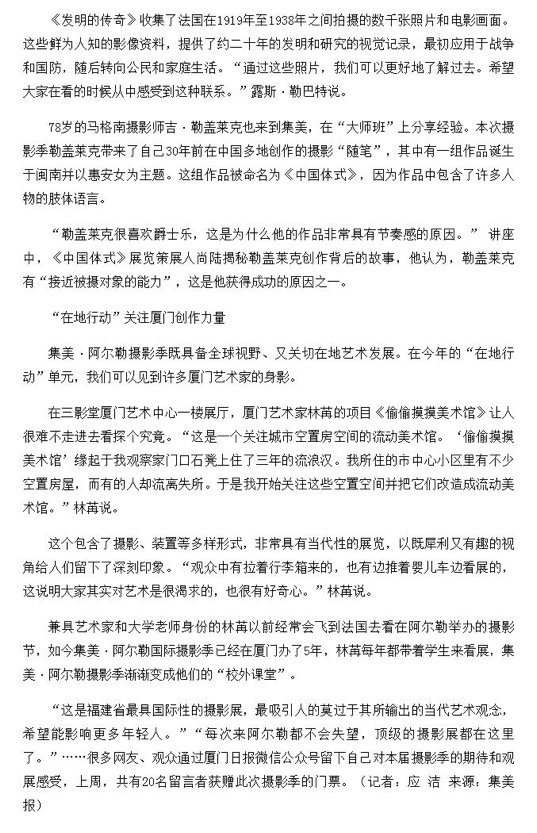 《发明的传奇》收集了法国在1919年至1938年之间拍摄的数千张照片和电影画面。
这些鲜为人知的影像资料，提供了约二十年的发明和研究的视觉记录，最初应用于战争
和国防，随后转向公民和家庭生活。“通过这些照片，我们可以更好地了解过去。希望
大家在看的时候从中感受到这种联系。”露斯·勒巴特说。
78岁的马格南摄影师吉·勒盖莱克也来到集美，在“大师班”上分享经验。本次摄
影季勒盖莱克带来了自己30年前在中国多地创作的摄影“随笔”，其中有一组作品诞生
于闽南并以惠安女为主题。这组作品被命名为《中国体式》，因为作品中包含了许多人
物的肢体语言。
“勒盖莱克很喜欢爵士乐，这是为什么他的作品非常具有节奏感的原因。” 讲座
中，《中国体式》展览策展人尚陆揭秘勒盖莱克创作背后的故事，他认为，勒盖莱克
有“接近被摄对象的能力”，这是他获得成功的原因之一。
“在地行动”关注厦门创作力量
集美·阿尔勒摄影季既具备全球视野、又关切在地艺术发展。在今年的“在地行
动”单元，我们可以见到许多厦门艺术家的身影。
在三影堂厦门艺术中心一楼展厅，厦门艺术家林苒的项目《偷偷摸摸美术馆》让人
很难不走进去看探个究竟。“这是一个关注城市空置房空间的流动美术馆。‘偷偷摸摸
美术馆’缘起于我观察家门口石凳上住了三年的流浪汉。我所住的市中心小区里有不少
空置房屋，而有的人却流离失所。于是我开始关注这些空置空间并把它们改造成流动美
术馆。”林苒说。
这个包含了摄影、装置等多样形式，非常具有当代性的展览，以既犀利又有趣的视
角给人们留下了深刻印象。“观众中有拉着行李箱来的，也有边推着婴儿车边看展的，
这说明大家其实对艺术是很渴求的，也很有好奇心。”林苒说。
兼具艺术家和大学老师身份的林苒以前经常会飞到法国去看在阿尔勒举办的摄影
节，如今集美·阿尔勒国际摄影季已经在厦门办了5年，林苒每年都带着学生来看展，集
美·阿尔勒摄影季渐渐变成他们的“校外课堂”。
“这是福建省最具国际性的摄影展，最吸引人的莫过于其所输出的当代艺术观念，
希望能影响更多年轻人。”“每次来阿尔勒都不会失望，顶级的摄影展都在这里
了。”……很多网友、观众通过厦门日报微信公众号留下自己对本届摄影季的期待和观
展感受，上周，共有20名留言者获赠此次摄影季的门票。（记者：应 洁 来源：集美
报）